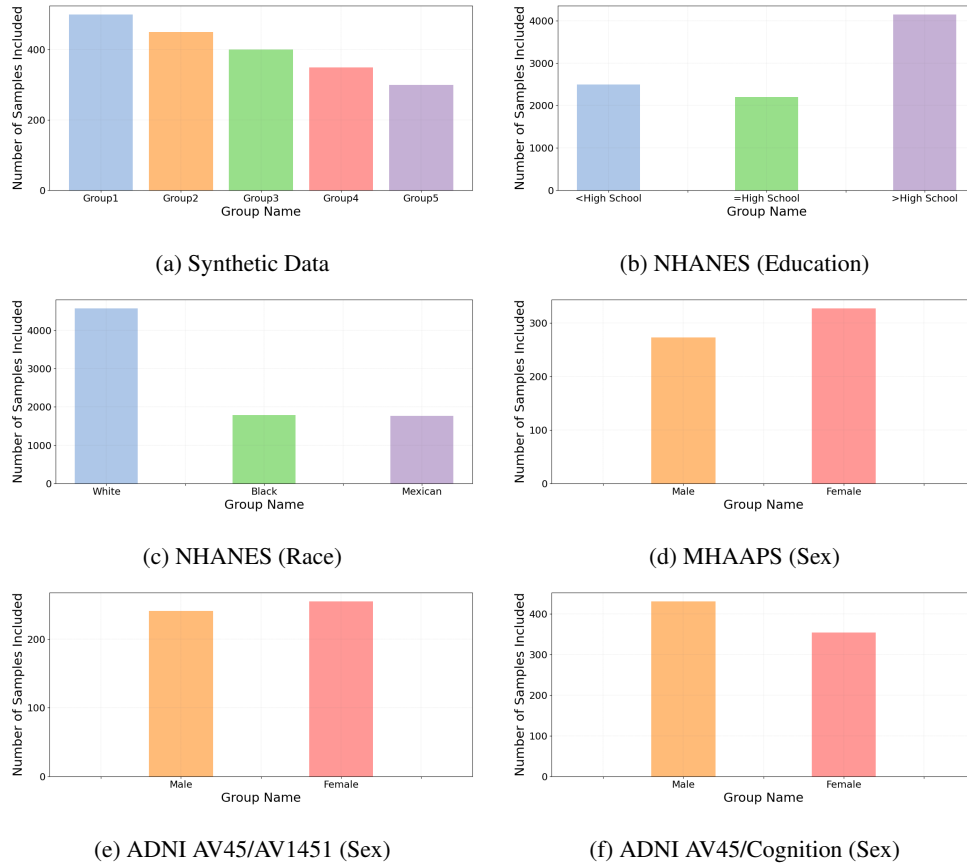 Number of Samples Included
400
200
0
Group1 Group2 Group3 Group4 Group5
Group Name
(a) Synthetic Data
Number of Samples Included
4000
3000
2000
1000
0
<High School =High School >High School
Group Name
(b) NHANES (Education)
Number of Samples Included
4000
3000
2000
1000
0
White Black Mexican
Group Name
(c) NHANES (Race)
Number of Samples Included
300
200
100
0
Male Female
Group Name
(d) MHAAPS (Sex)
Number of Samples Included
200
100
0
Male Female
Group Name
(e) ADNI AV45/AV1451 (Sex)
Number of Samples Included
400
300
200
100
0
Male Female
Group Name
(f) ADNI AV45/Cognition (Sex)